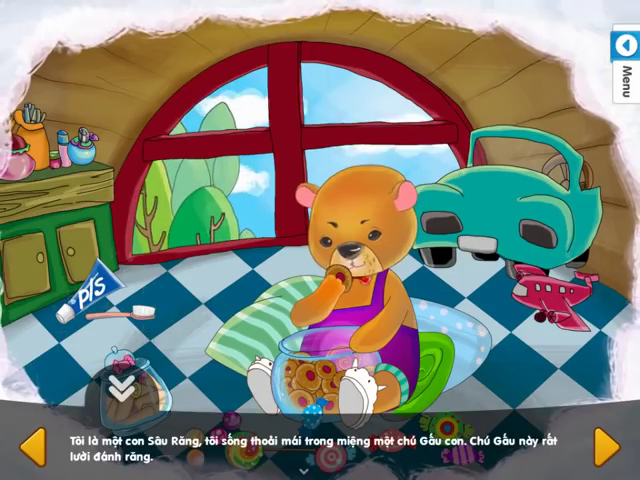 Menu
P/S
Tôi là một con Sâu Răng, tôi sống thoải mái trong miệng một chú Gấu con. Chú Gấu này rất
lười đánh răng.